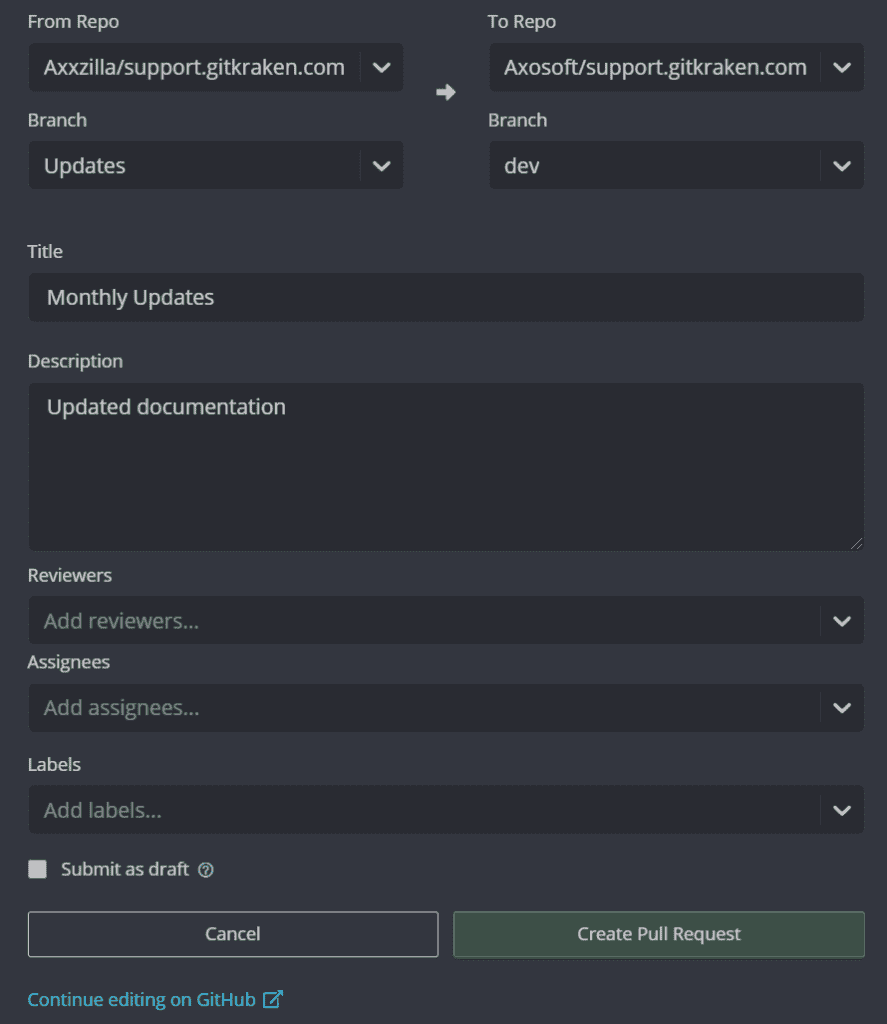 From Repo
To Repo
Axxzilla/support.gitkraken.com
Axosoft/support.gitkraken.com
Branch
Branch
Updates
dev
Title
Monthly Updates
Description
Updated documentation
Reviewers
Add reviewers...
Assignees
Add assignees...
Labels
Add labels...
Submit as draft ?
Cancel
Create Pull Request
Continue editing on GitHub